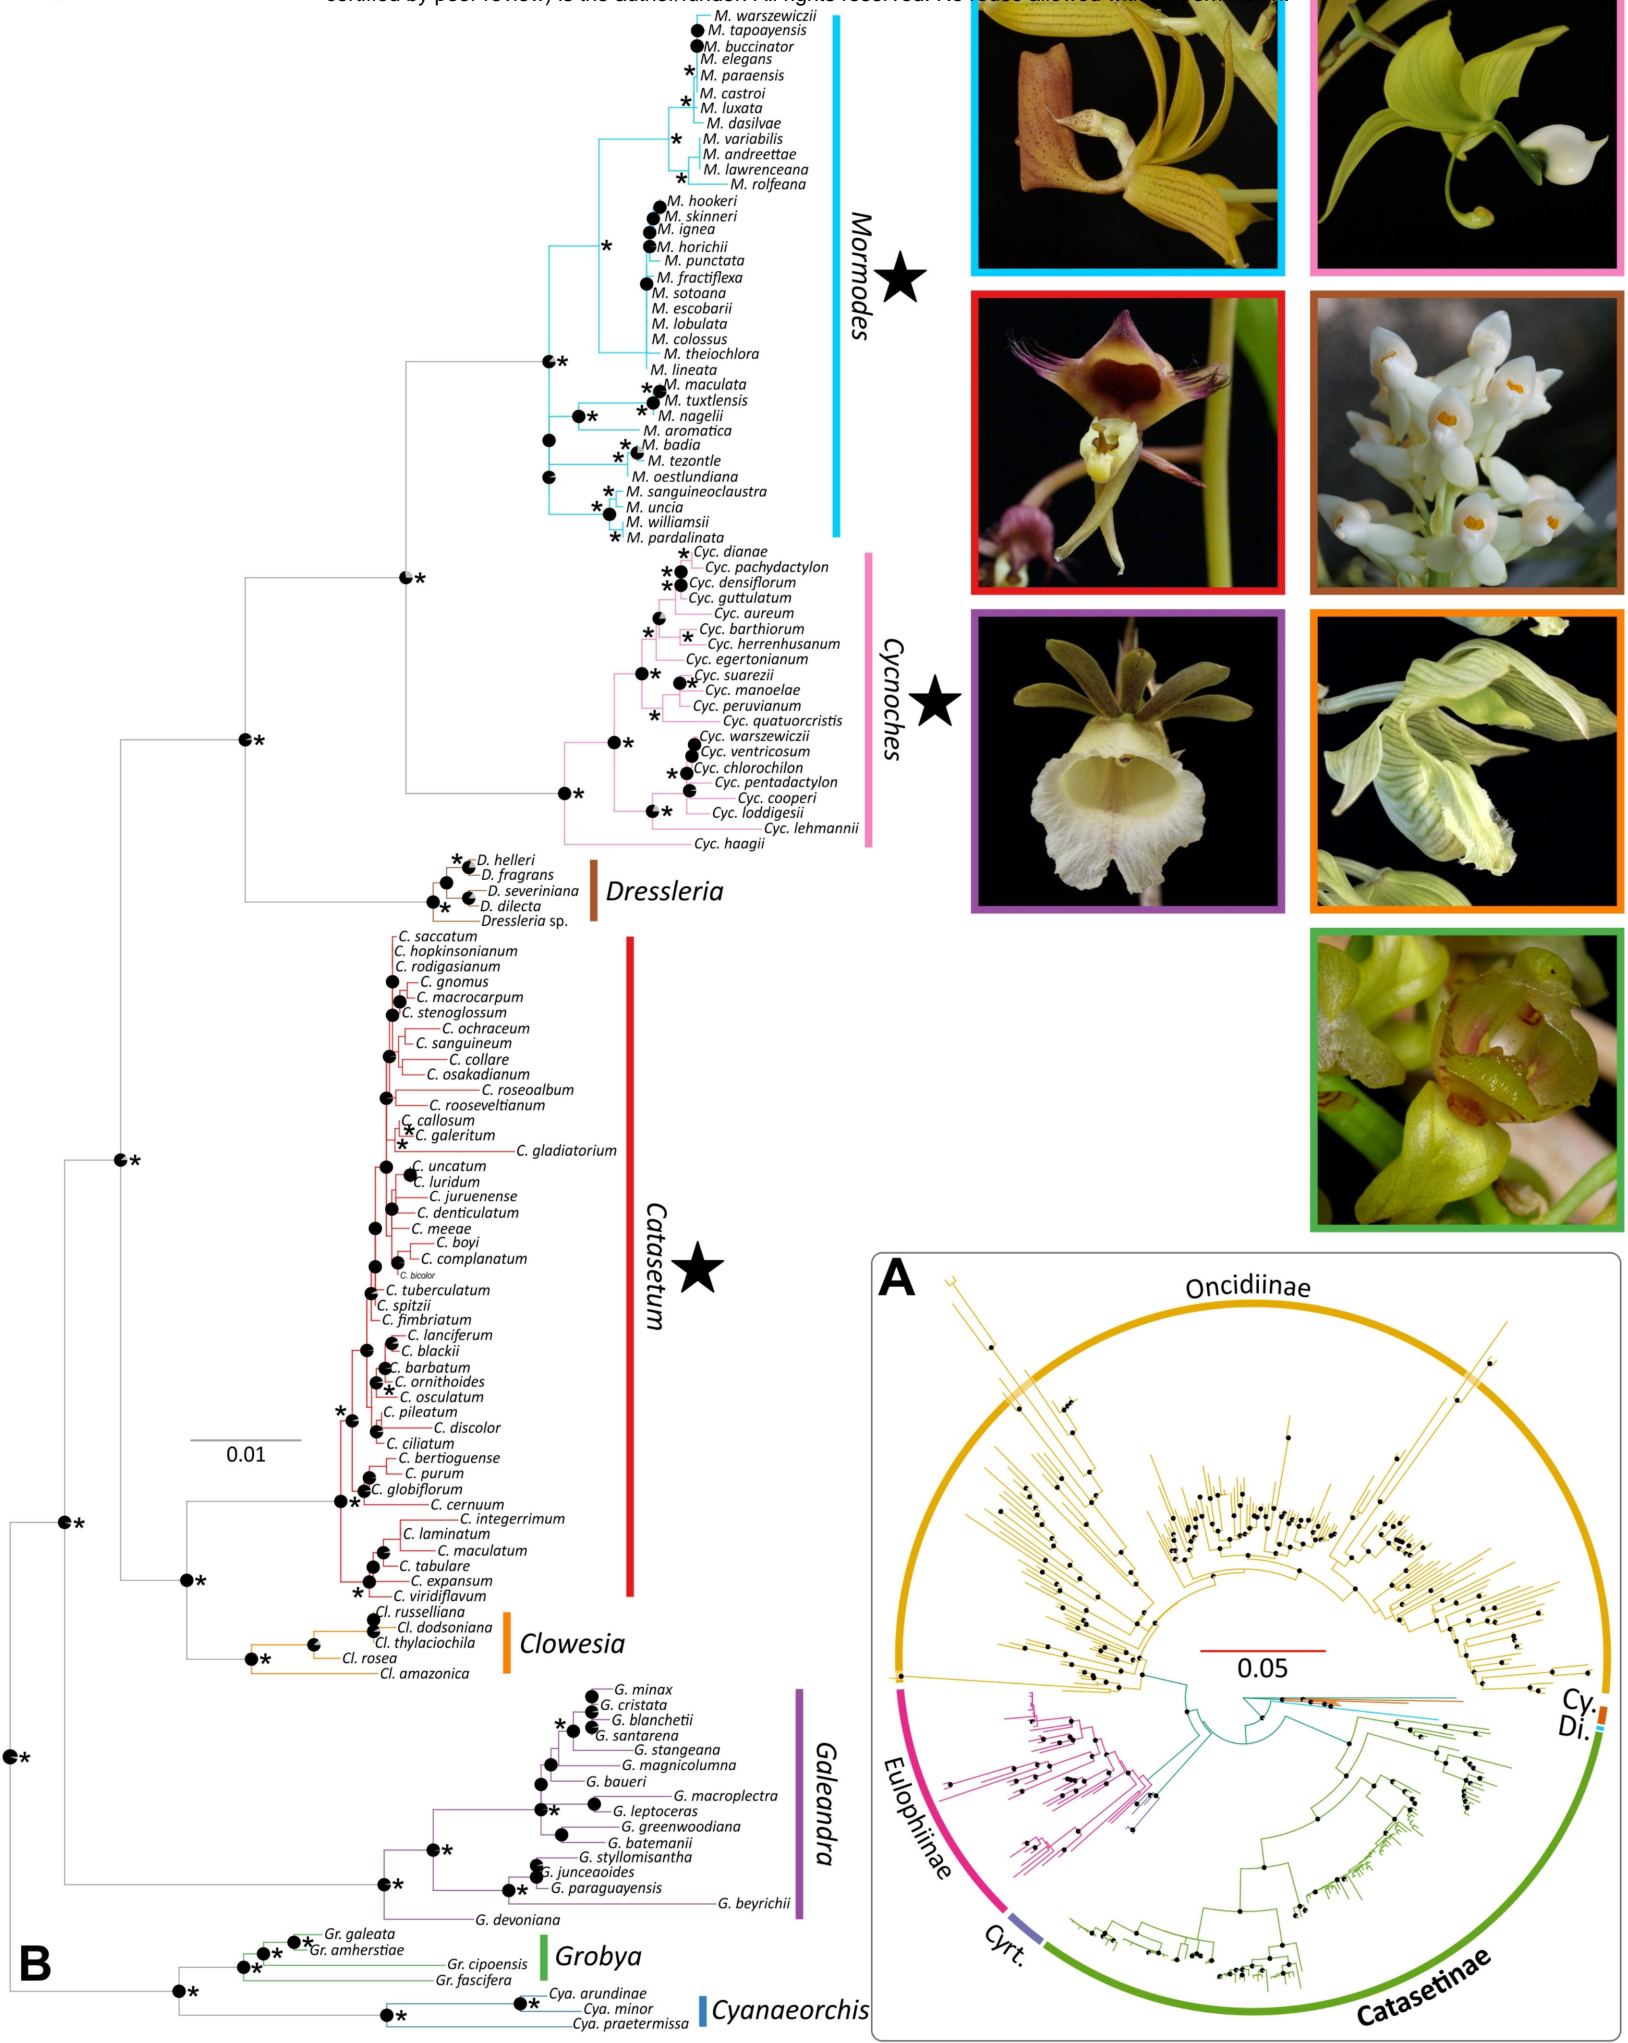 M. warszewiczii
M. tapoayensis
M. buccinator
M. elegans
M. paraensis
M. castroi
M. luxata
M. dasilvae
M. variabilis
M. andreettae
M. lawrenceana
M. rolfeana
M. hookeri
M. skinneri
M. ignea
M. horichii
M. punctata
M. fractiflexa
M. sotoana
M. escobarii
M. lobulata
M. colossus
M. theiochlora
M. lineata
M. maculata
M. tuxtlensis
M. nagelii
M. aromatica
M. badia
M. tezontle
M. oestlundiana
M. sanguineoclaustra
M. uncia
M. williamsii
M. pardalinata
Mormodes
Cyc. dianae
Cyc. pachydactylon
Cyc. densiflorum
Cyc. guttulatum
Cyc. aureum
Cyc. barthiorum
Cyc. herrenhusanum
Cyc. egertonianum
Cyc. suarezii
Cyc. manoelae
Cyc. peruvianum
Cyc. quatuorcristis
Cyc. warszewiczii
Cyc. ventricosum
Cyc. chlorochilon
Cyc. pentadactylon
Cyc. cooperi
Cyc. loddigesii
Cyc. lehmannii
Cyc. haagii
Cycnoches
D. helleri
D. fragrans
D. severiniana
D. dilecta
Dressleria sp.
Dressleria
C. saccatum
C. hopkinsonianum
C. rodigasianum
C. gnomus
C. macrocarpum
C. stenoglossum
C. ochraceum
C. sanguineum
C. collare
C. osakadianum
C. roseoalbum
C. rooseveltianum
C. callosum
C. galeritum
C. gladiatorium
C. uncatum
C. luridum
C. juruenense
C. denticulatum
C. meeae
C. boyi
C. complanatum
C. bicolor
C. tuberculatum
C. spitzii
C. fimbriatum
C. lanciferum
C. blackii
C. barbatum
C. ornithoides
C. osculatum
C. pileatum
C. discolor
C. ciliatum
C. bertioguense
C. purum
C. globiflorum
C. cernuum
C. integerrimum
C. laminatum
C. maculatum
C. tabulare
C. expansum
C. viridiflavum
Catasetum
0.01
Cl. russelliana
Cl. dodsoniana
Cl. thylaciochila
Cl. rosea
Cl. amazonica
Clowesia
G. minax
G. cristata
G. blanchetii
G. santarena
G. stangeana
G. magnicolumna
G. baueri
G. macroplectra
G. leptoceras
G. greenwoodiana
G. batemanii
G. styllomisantha
G. junceaoides
G. paraguayensis
G. beyrichii
G. devoniana
Galeandra
B
Gr. galeata
Gr. amherstiae
Gr. cipoensis
Gr. fascifera
Grobya
Cya. arundinae
Cya. minor
Cya. praetermissa
Cyanaeorchis
A
Oncidiinae
0.05
Cy.
Di.
Eulophiinae
Cyrt.
Catasetinae